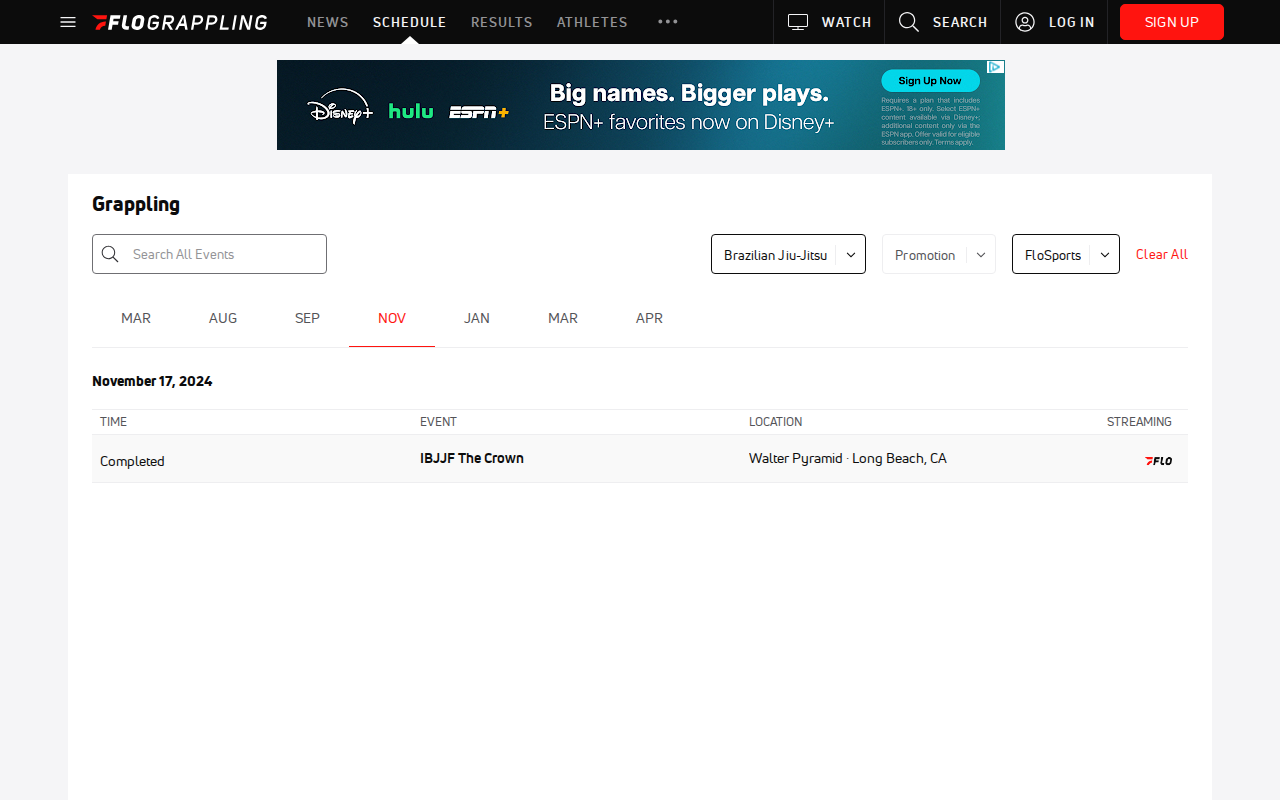 FLOGRAPPLING
NEWS
SCHEDULE
RESULTS
ATHLETES
WATCH
SEARCH
LOG IN
SIGN UP
Disney+
hulu
ESPN+
Big names. Bigger plays.
ESPN+ favorites now on Disney+
Sign Up Now
Requires a plan that includes
ESPN+. 18+ only. Select ESPN+
content available via Disney+;
additional content only via the
ESPN app. Offer valid for eligible
subscribers only. Terms apply.
Grappling
Search All Events
Brazilian Jiu-Jitsu
Promotion
FloSports
Clear All
MAR
AUG
SEP
NOV
JAN
MAR
APR
November 17, 2024
TIME
EVENT
LOCATION
STREAMING
Completed
IBJJF The Crown
Walter Pyramid · Long Beach, CA
FLO